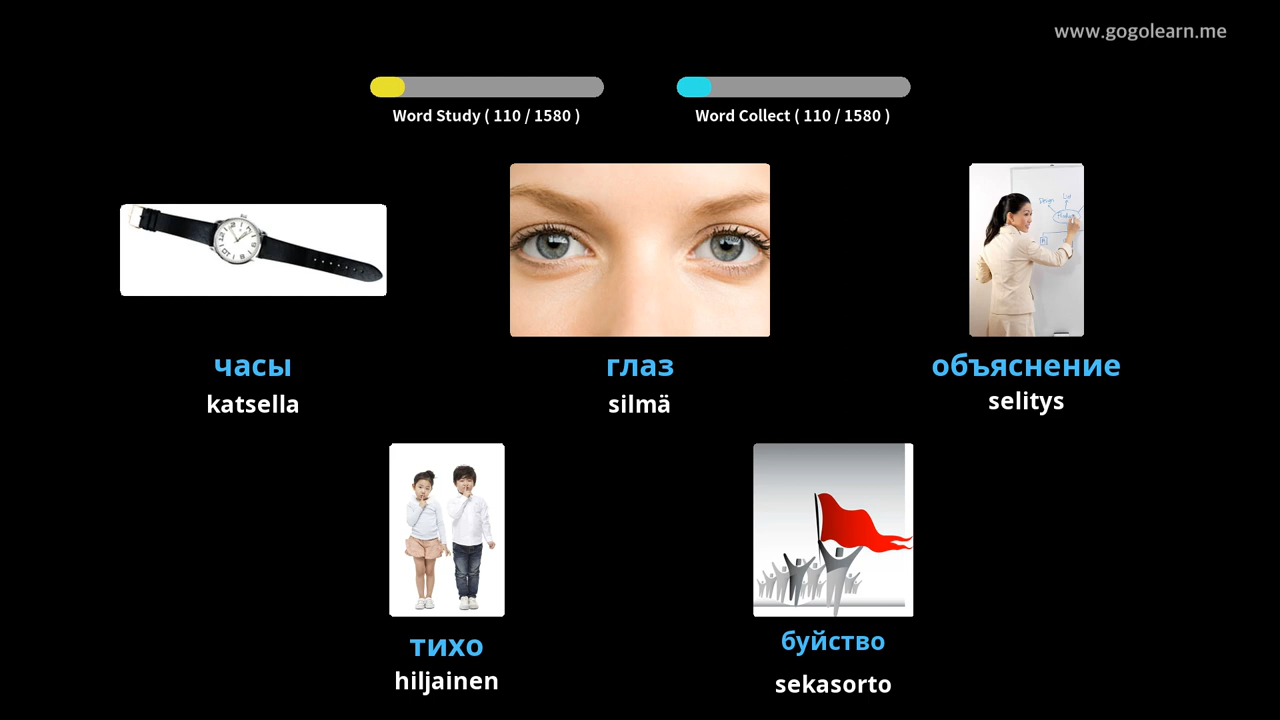 www.gogolearn.me
Word Study ( 110 / 1580 )
Word Collect ( 110 / 1580 )
часы
katsella
глаз
silmä
объяснение
selitys
тихо
hiljainen
буйство
sekasorto